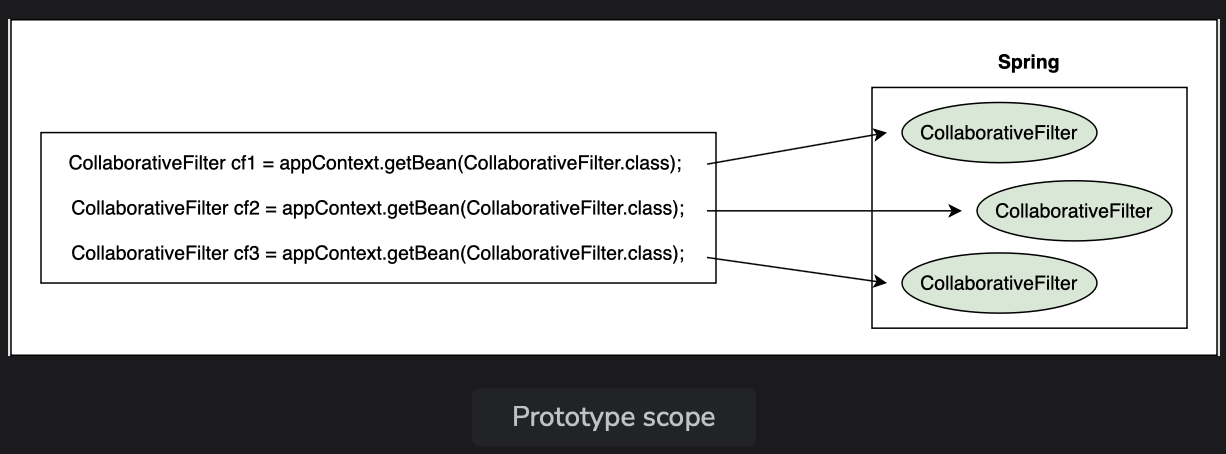 Spring
CollaborativeFilter cf1 = appContext.getBean(CollaborativeFilter.class);
CollaborativeFilter cf2 = appContext.getBean(CollaborativeFilter.class);
CollaborativeFilter cf3 = appContext.getBean(CollaborativeFilter.class);
CollaborativeFilter
CollaborativeFilter
CollaborativeFilter
Prototype scope